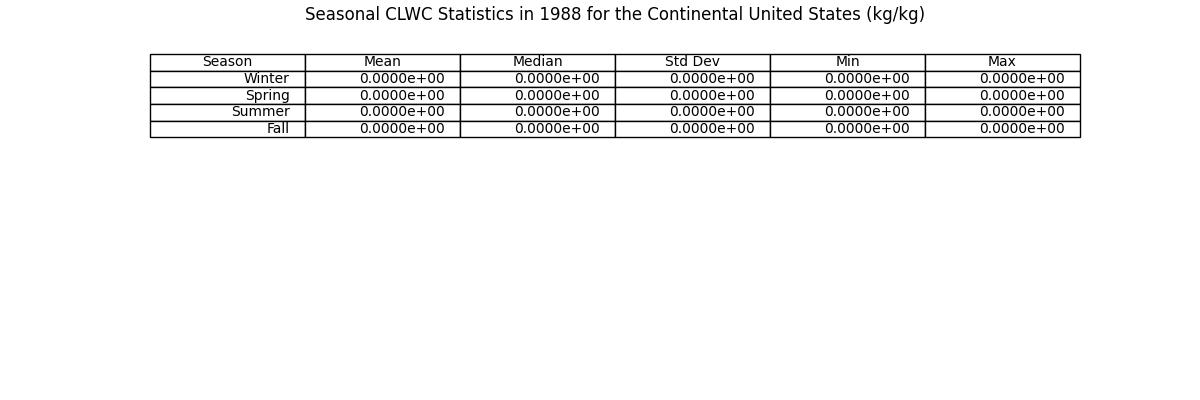 Seasonal CLWC Statistics in 1988 for the Continental United States (kg/kg)
Season Mean Median Std Dev Min Max
Winter 0.0000e+00 0.0000e+00 0.0000e+00 0.0000e+00 0.0000e+00
Spring 0.0000e+00 0.0000e+00 0.0000e+00 0.0000e+00 0.0000e+00
Summer 0.0000e+00 0.0000e+00 0.0000e+00 0.0000e+00 0.0000e+00
Fall 0.0000e+00 0.0000e+00 0.0000e+00 0.0000e+00 0.0000e+00